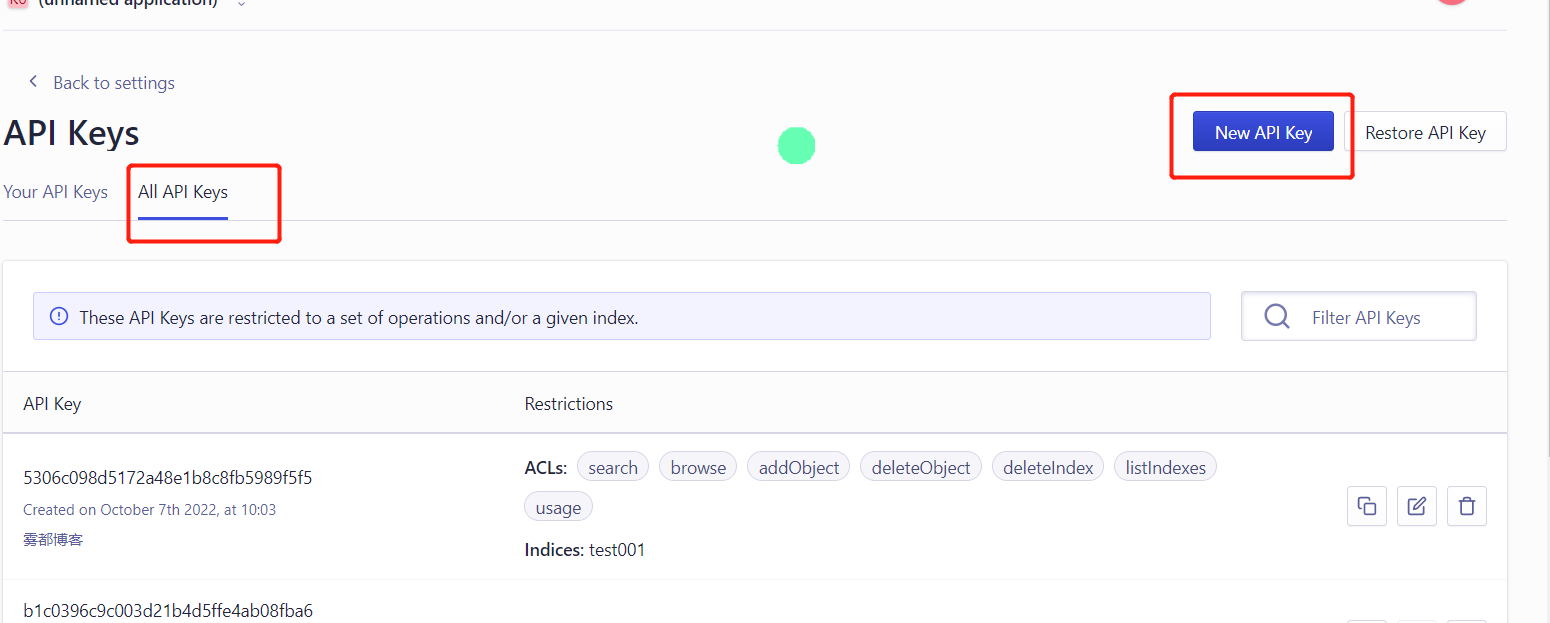 KU (unnamed application)
Back to settings
API Keys
New API Key
Restore API Key
Your API Keys
All API Keys
These API Keys are restricted to a set of operations and/or a given index.
Filter API Keys
API Key
Restrictions
5306c098d5172a48e1b8c8fb5989f5f5
Created on October 7th 2022, at 10:03
雾都博客
ACLs: search browse addObject deleteObject deleteIndex listIndexes
usage
Indices: test001
b1c0396c9c003d21b4d5ffe4ab08fba6